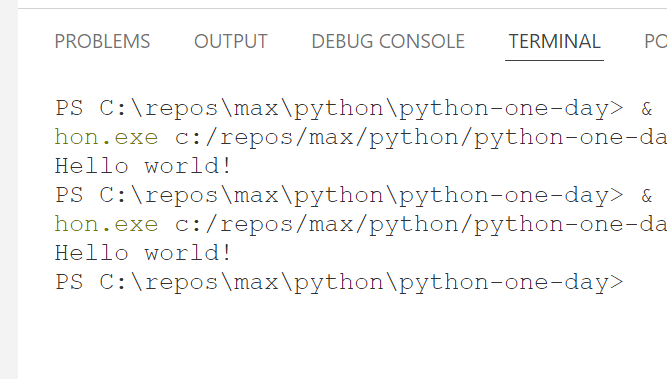 PROBLEMS OUTPUT DEBUG CONSOLE TERMINAL PO
PS C:\repos\max\python\python-one-day> &
hon.exe c:/repos/max/python/python-one-da
Hello world!
PS C:\repos\max\python\python-one-day> &
hon.exe c:/repos/max/python/python-one-da
Hello world!
PS C:\repos\max\python\python-one-day>